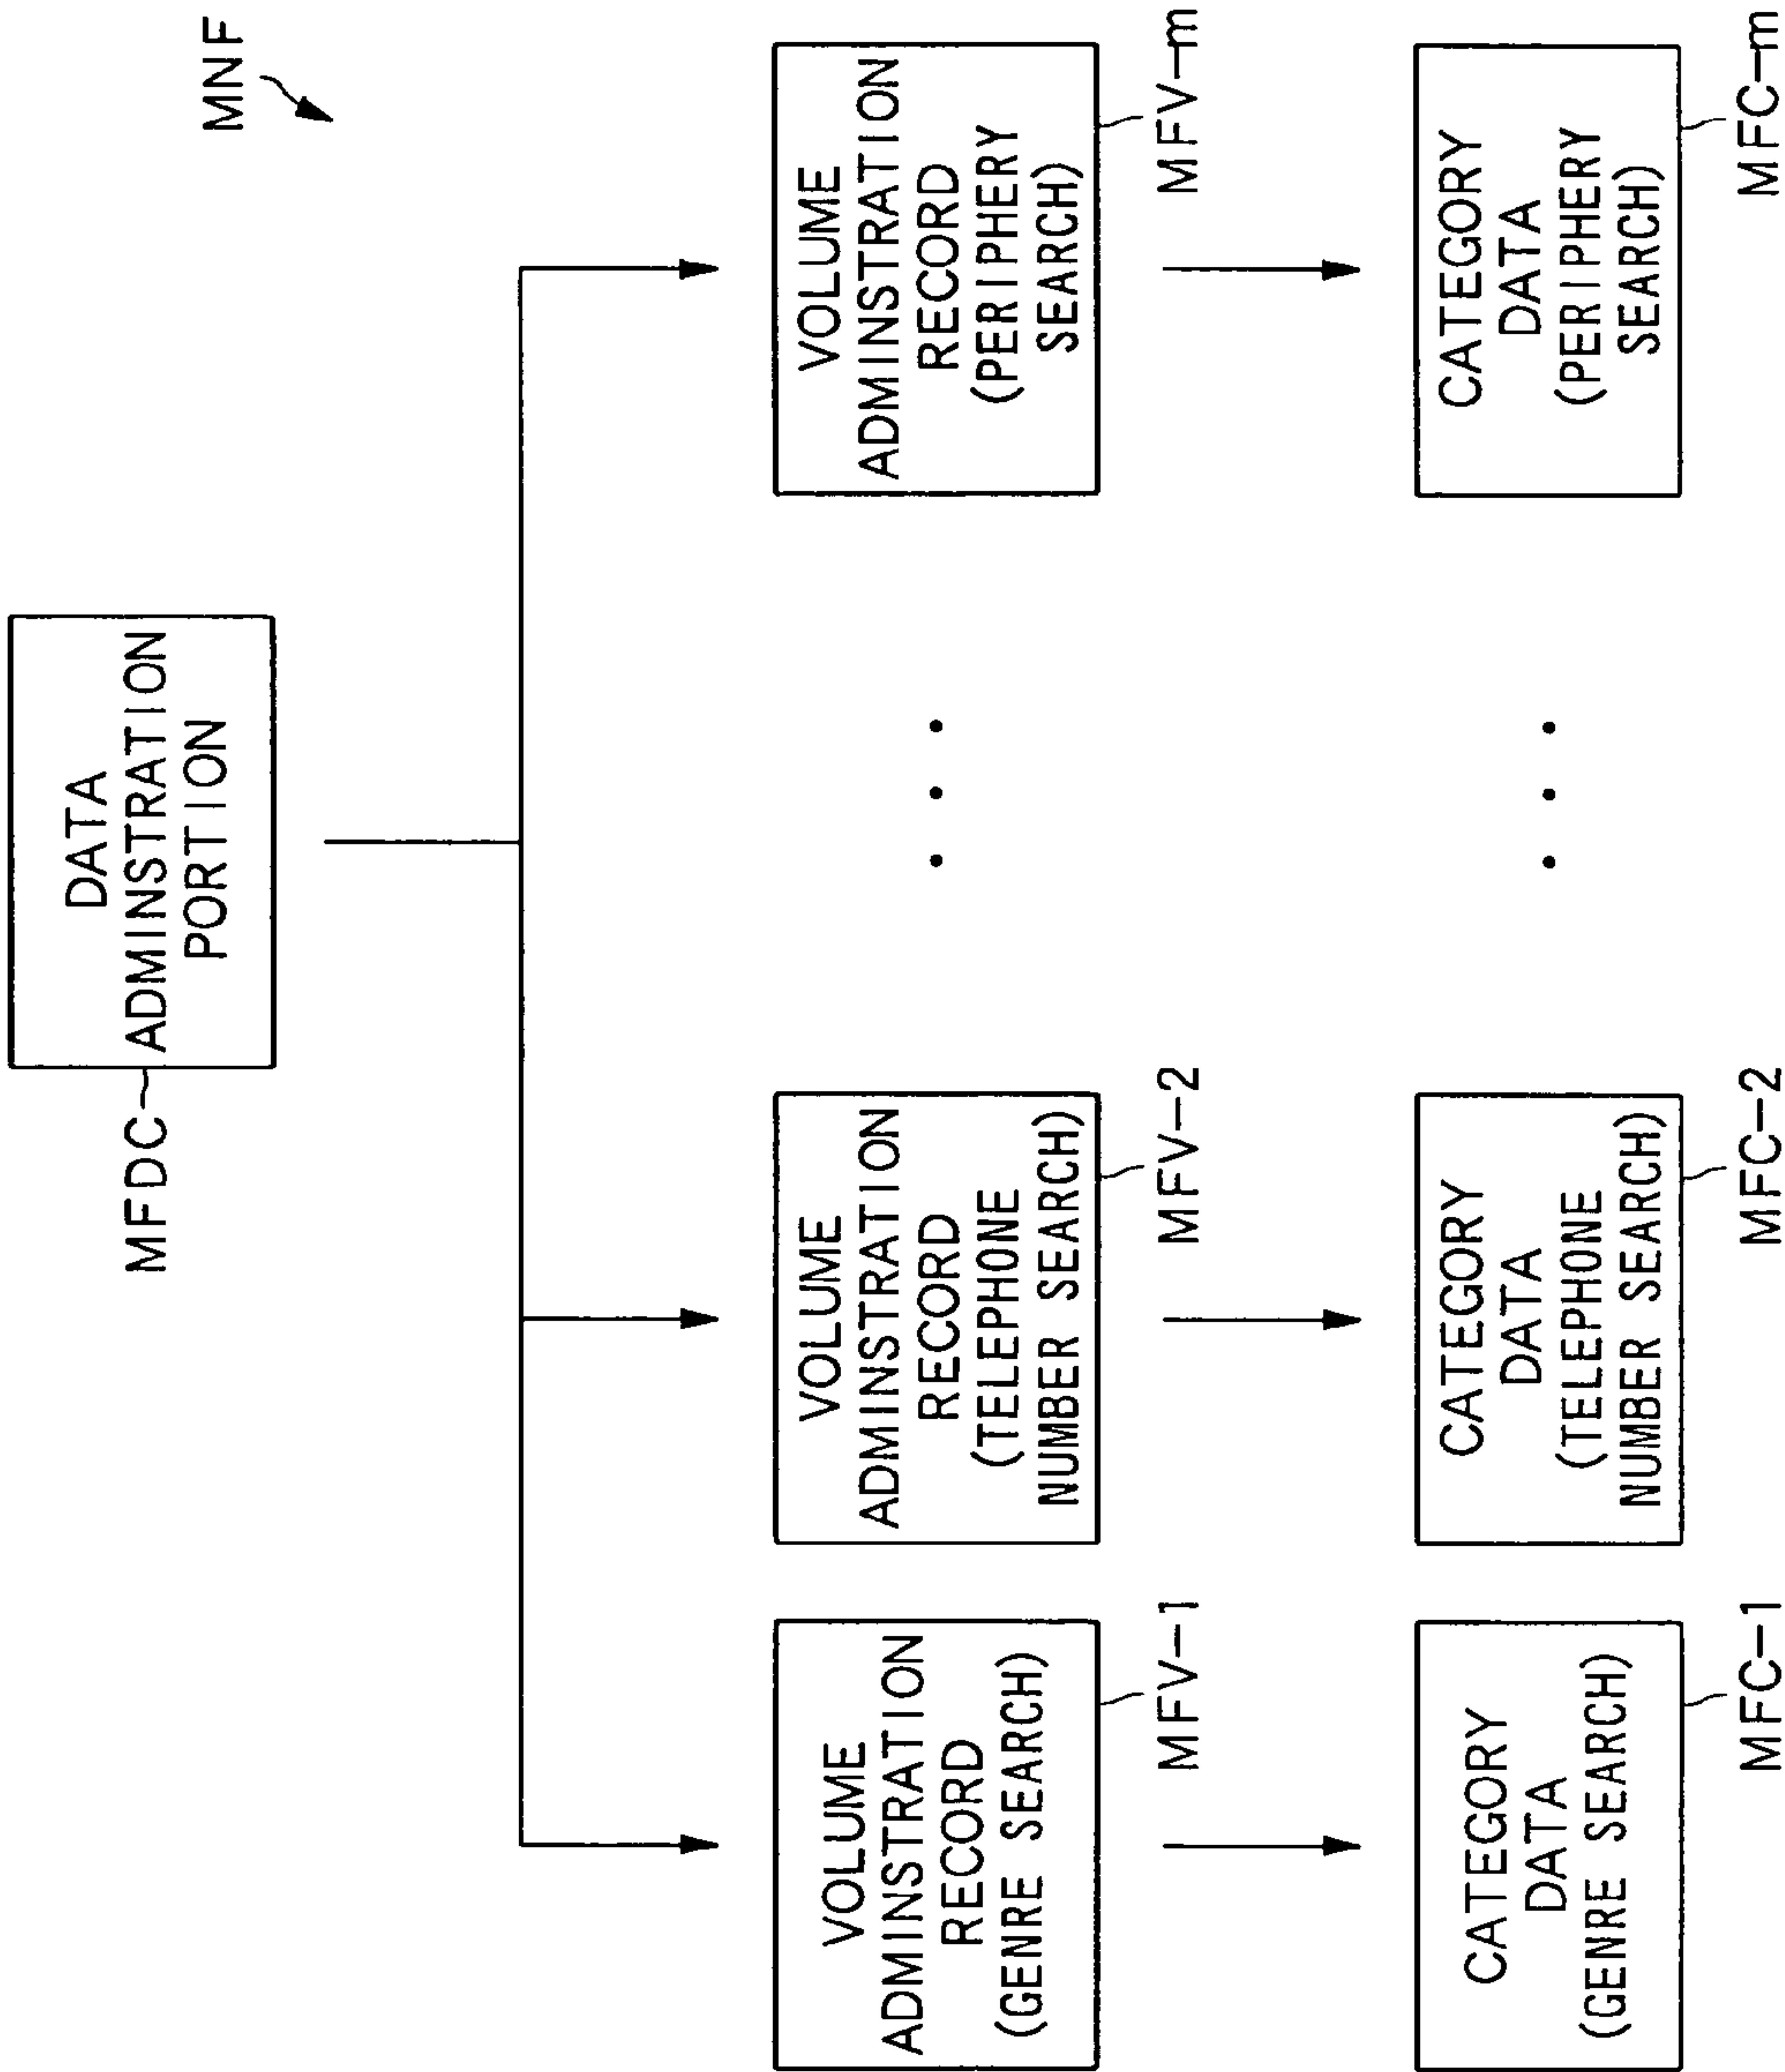 DATA
ADMINSTRATION
PORTION
MFDC
MNF
VOLUME
ADMINSTRATION
RECORD
(GENRE SEARCH)
MFV-1
VOLUME
ADMINSTRATION
RECORD
(TELEPHONE
NUMBER SEARCH)
MFV-2
• • •
VOLUME
ADMINSTRATION
RECORD
(PERIPHERY
SEARCH)
MFV-m
CATEGORY
DATA
(GENRE SEARCH)
MFC-1
CATEGORY
DATA
(TELEPHONE
NUMBER SEARCH)
MFC-2
• • •
CATEGORY
DATA
(PERIPHERY
SEARCH)
MFC-m